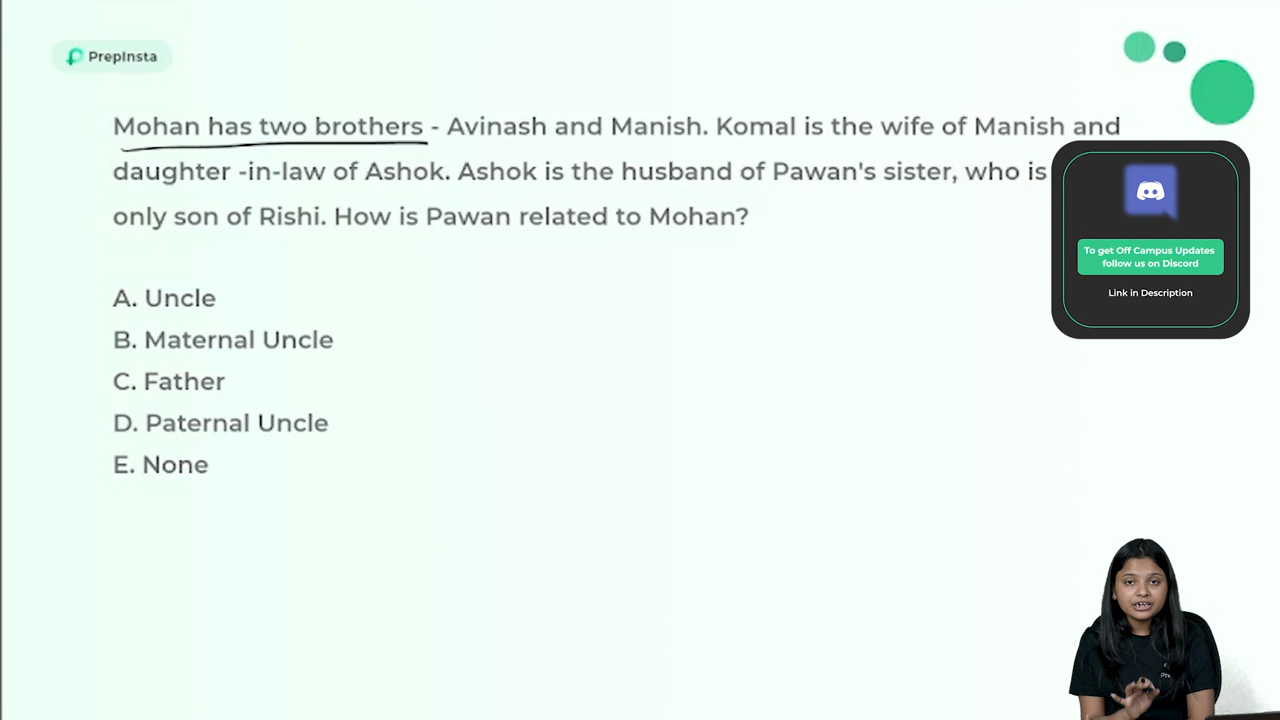 PrepInsta
Mohan has two brothers - Avinash and Manish. Komal is the wife of Manish and
daughter -in-law of Ashok. Ashok is the husband of Pawan's sister, who is
only son of Rishi. How is Pawan related to Mohan?
To get Off Campus Updates
follow us on Discord
Link in Description
A. Uncle
B. Maternal Uncle
C. Father
D. Paternal Uncle
E. None